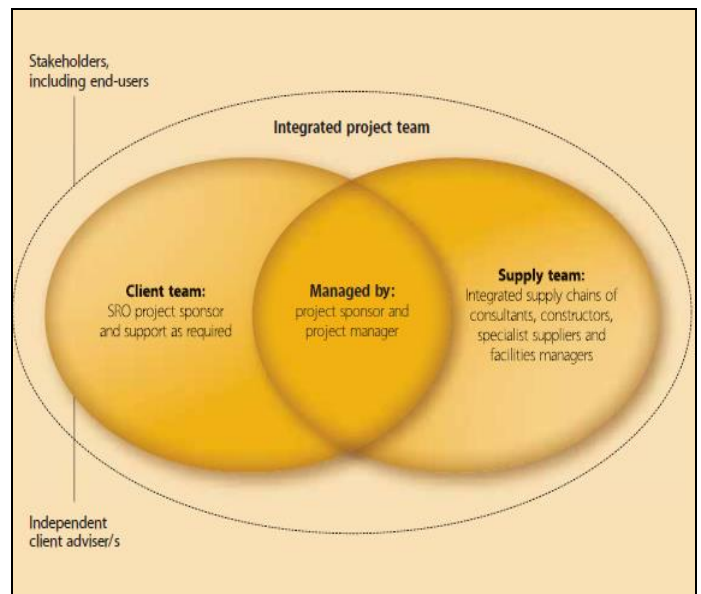 Stakeholders,
including end-users
Integrated project team
Client team:
SRO project sponsor
and support as required
Managed by:
project sponsor and
project manager
Supply team:
Integrated supply chains of
consultants, constructors,
specialist suppliers and
facilities managers
Independent
client adviser/s